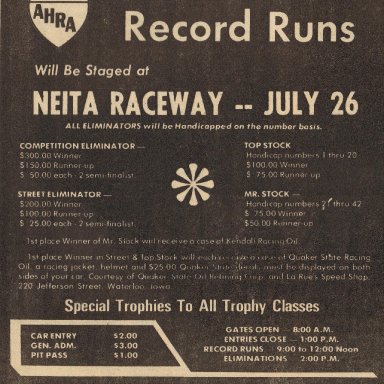 AHRA
Record Runs
Will Be Staged at
NEITA RACEWAY -- JULY 26
ALL ELIMINATORS will be Handicapped on the number basis.
COMPETITION ELIMINATOR —
$300.00 Winner
$150.00 Runner-up
$ 50.00 each - 2 semi-finalist.
STREET ELIMINATOR —
$200.00 Winner
$100.00 Runner-up
$ 25.00 each - 2 semi-finalist.
TOP STOCK
Handicap numbers 1 thru 20
$100.00 Winner
$ 75.00 Runner-up
MR. STOCK —
Handicap numbers 21 thru 42
$ 75.00 Winner
$50.00 Runner-up
1st place Winner of Mr. Stock will receive a case of Kendall Racing Oil.
1st place Winner in Street & Top Stock will each receive a case of Quaker State Racing
Oil, a racing jacket, helmet and $25.00 Quaker State decal must be displayed on both
sides of your car. Courtesy of Quaker State Oil Refining Corp. and La Rue's Speed Shop,
220 Jefferson Street, Waterloo, Iowa
Special Trophies To All Trophy Classes
CAR ENTRY $2.00
GEN. ADM. $3.00
PIT PASS $1.00
GATES OPEN — 8:00 A.M.
ENTRIES CLOSE — 1:00 P.M.
RECORD RUNS — 9:00 to 12:00 Noon
ELIMINATIONS — 2:00 P.M.